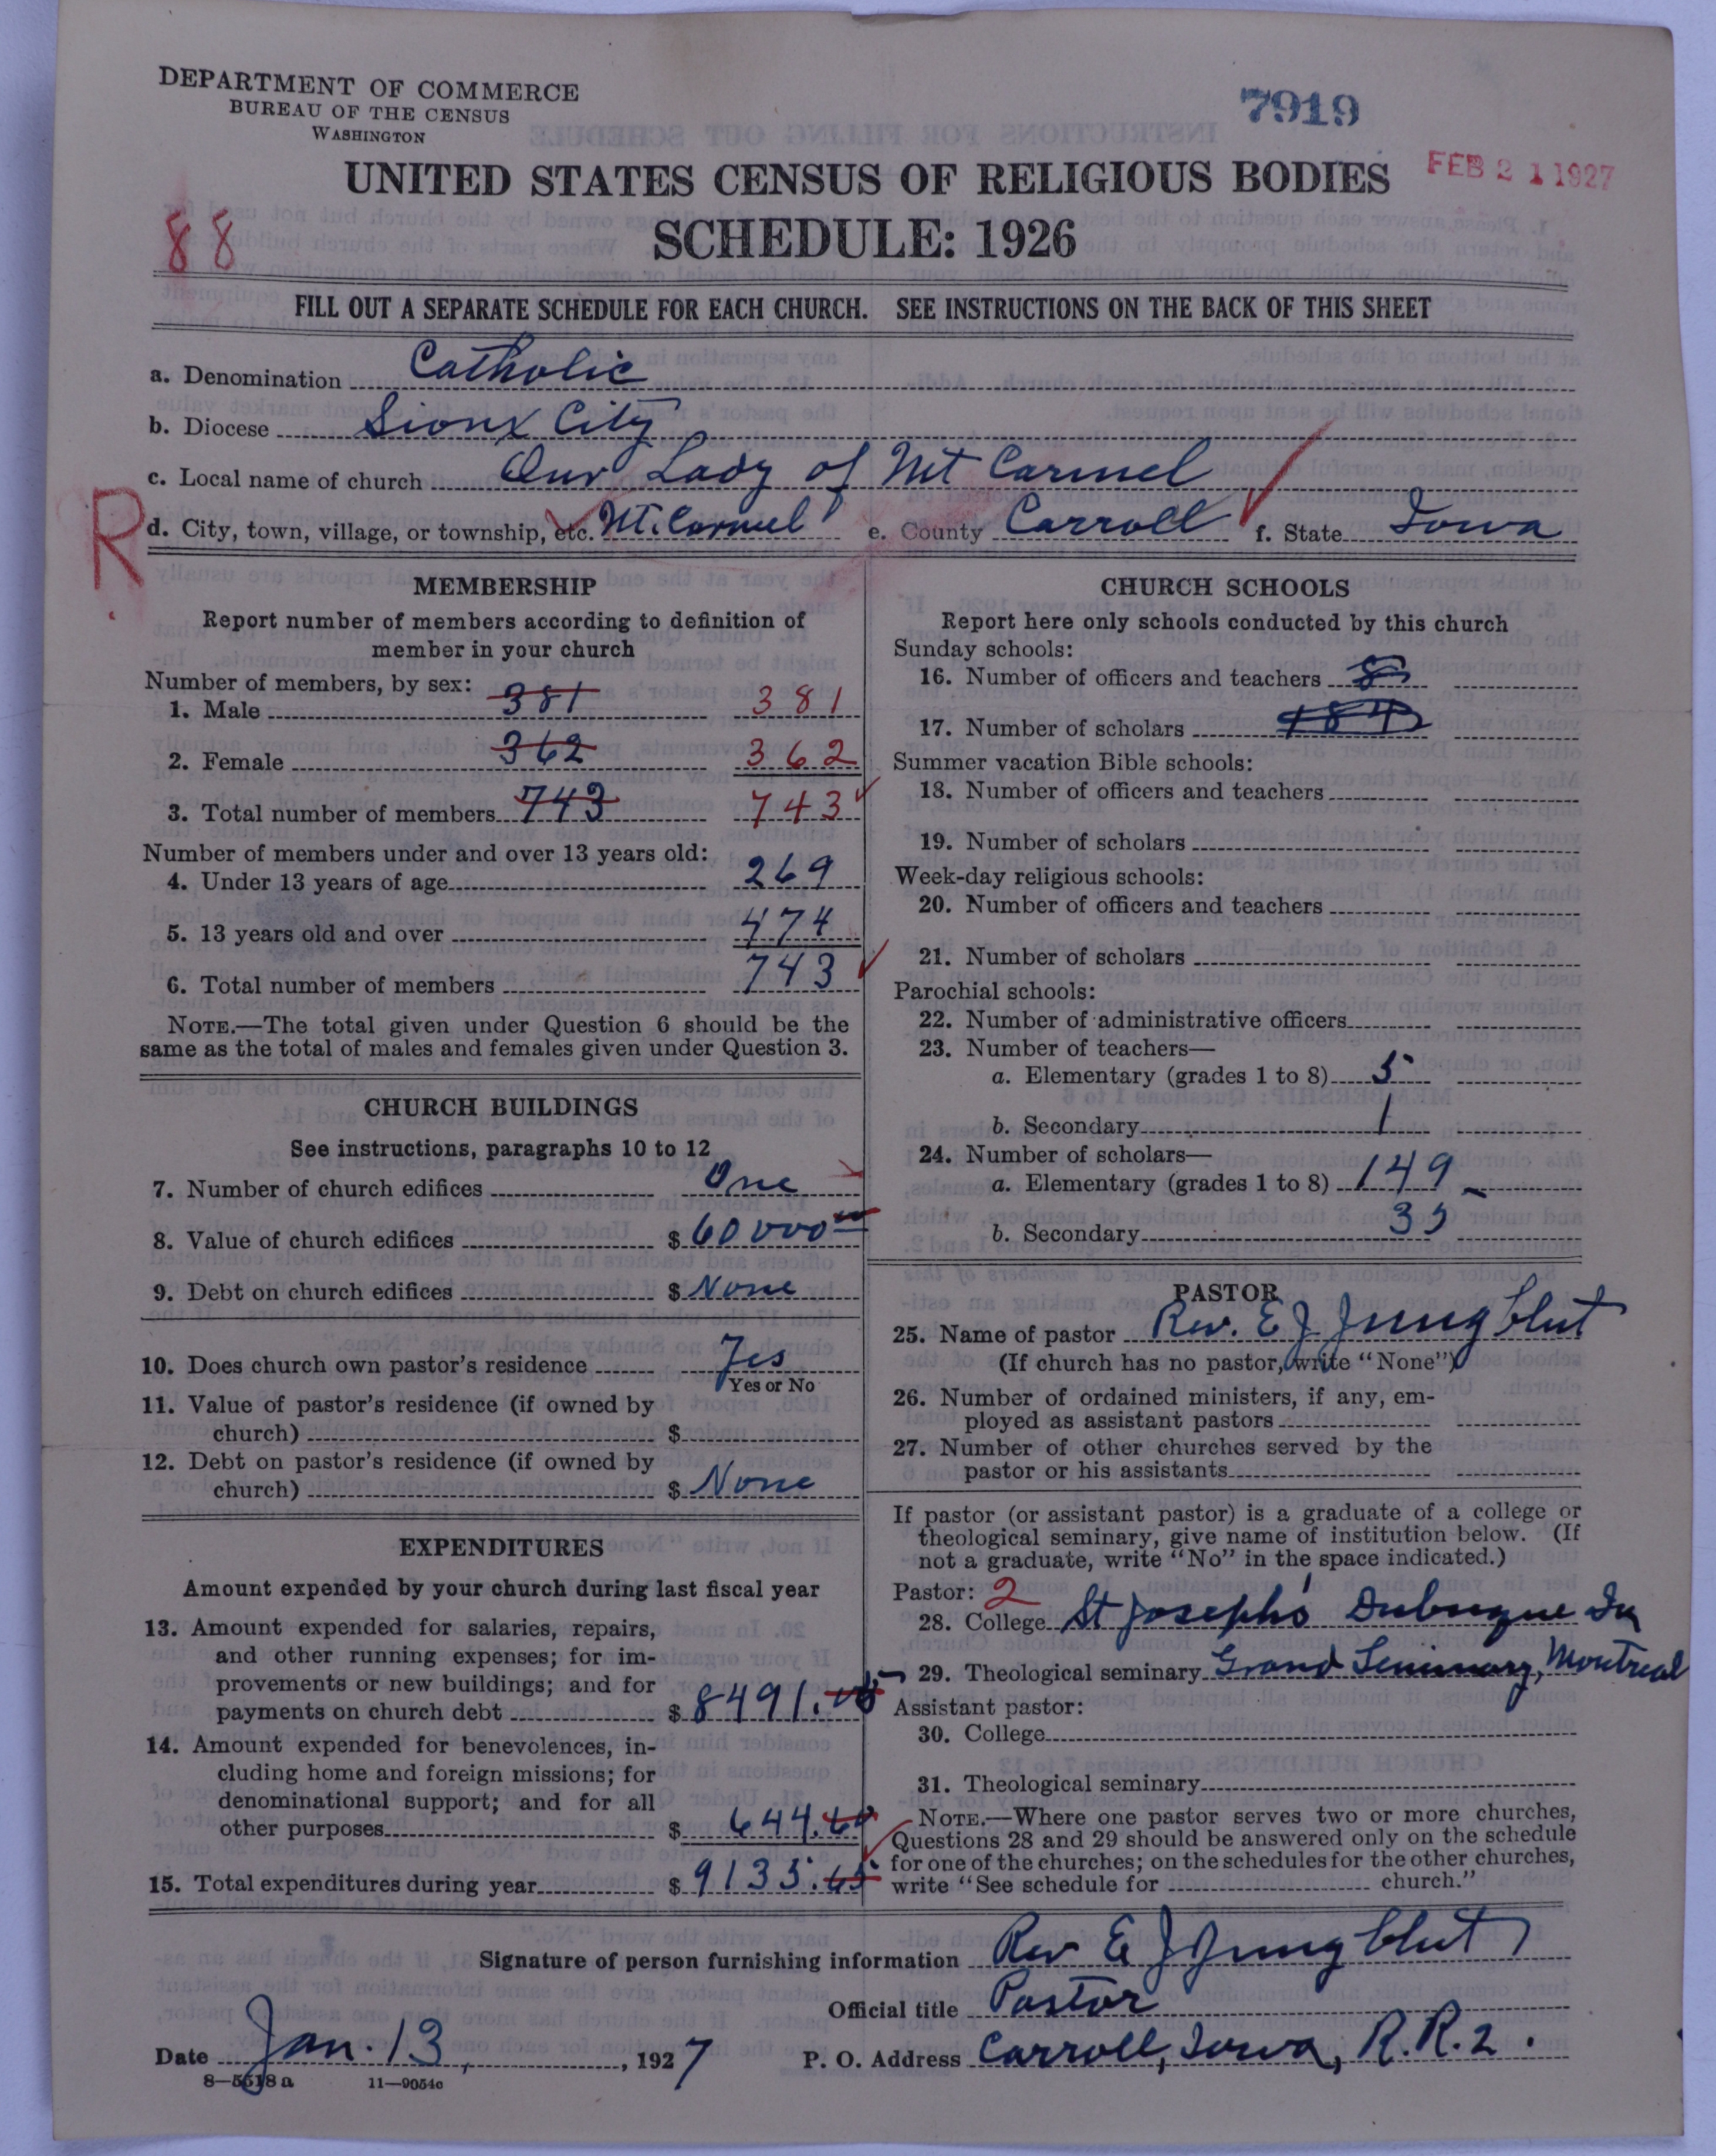 DEPARTMENT OF COMMERCE
BUREAU OF THE CENSUS
WASHINGTON
7919
UNITED STATES CENSUS OF RELIGIOUS BODIES
FEB 21 1927
SCHEDULE: 1926
88
FILL OUT A SEPARATE SCHEDULE FOR EACH CHURCH. SEE INSTRUCTIONS ON THE BACK OF THIS SHEET
a. Denomination Catholic
b. Diocese Sioux City
c. Local name of church Our Lady of Mt Carmel
R
d. City, town, village, or township, etc. Mt. Carmel e. County Carroll f. State Iowa
MEMBERSHIP
Report number of members according to definition of
member in your church
Number of members, by sex:
1. Male 381 381
2. Female 362 362
3. Total number of members 743 743
Number of members under and over 13 years old:
4. Under 13 years of age 269
5. 13 years old and over 474
6. Total number of members 743
NOTE.—The total given under Question 6 should be the
same as the total of males and females given under Question 3.
CHURCH BUILDINGS
See instructions, paragraphs 10 to 12
7. Number of church edifices One
8. Value of church edifices $ 60000
9. Debt on church edifices $ None
10. Does church own pastor's residence Yes
Yes or No
11. Value of pastor's residence (if owned by
church) $
12. Debt on pastor's residence (if owned by
church) $ None
EXPENDITURES
Amount expended by your church during last fiscal year
13. Amount expended for salaries, repairs,
and other running expenses; for im-
provements or new buildings; and for
payments on church debt $ 8491.
14. Amount expended for benevolences, in-
cluding home and foreign missions; for
denominational support; and for all
other purposes $ 644.60
15. Total expenditures during year $ 9135.65
CHURCH SCHOOLS
Report here only schools conducted by this church
Sunday schools:
16. Number of officers and teachers
17. Number of scholars 184
Summer vacation Bible schools:
18. Number of officers and teachers
19. Number of scholars
Week-day religious schools:
20. Number of officers and teachers
21. Number of scholars
Parochial schools:
22. Number of administrative officers
23. Number of teachers—
a. Elementary (grades 1 to 8) 5
b. Secondary 1
24. Number of scholars—
a. Elementary (grades 1 to 8) 149
b. Secondary 35
PASTOR
25. Name of pastor Rev. E J Jungblut
(If church has no pastor, write "None")
26. Number of ordained ministers, if any, em-
ployed as assistant pastors
27. Number of other churches served by the
pastor or his assistants
If pastor (or assistant pastor) is a graduate of a college or
theological seminary, give name of institution below. (If
not a graduate, write "No" in the space indicated.)
Pastor: 2
28. College St Joseph's Dubuque Ia
29. Theological seminary Grand Seminary, Montreal
Assistant pastor:
30. College
31. Theological seminary
NOTE.—Where one pastor serves two or more churches,
Questions 28 and 29 should be answered only on the schedule
for one of the churches; on the schedules for the other churches,
write "See schedule for church."
Signature of person furnishing information Rev E J Jungblut
Official title Pastor
Date Jan. 13, 1927 P. O. Address Carroll, Iowa, R.R.2.
8—5518a 11—9054c